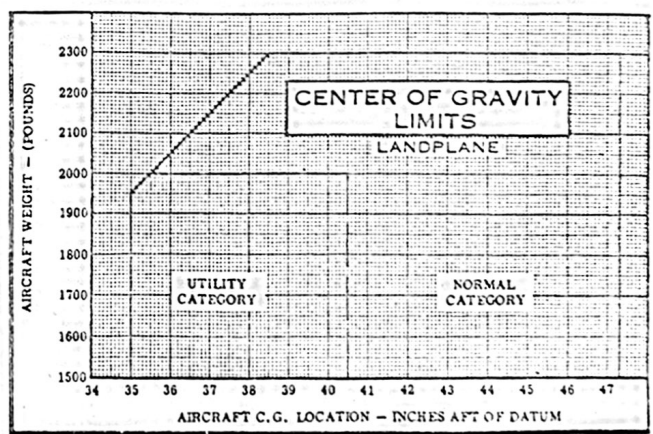 CENTER OF GRAVITY
LIMITS
LANDPLANE
AIRCRAFT WEIGHT – (POUNDS)
2300
2200
2100
2000
1900
1800
1700
1600
1500
UTILITY
CATEGORY
NORMAL
CATEGORY
34 35 36 37 38 39 40 41 42 43 44 45 46 47
AIRCRAFT C.G. LOCATION – INCHES AFT OF DATUM